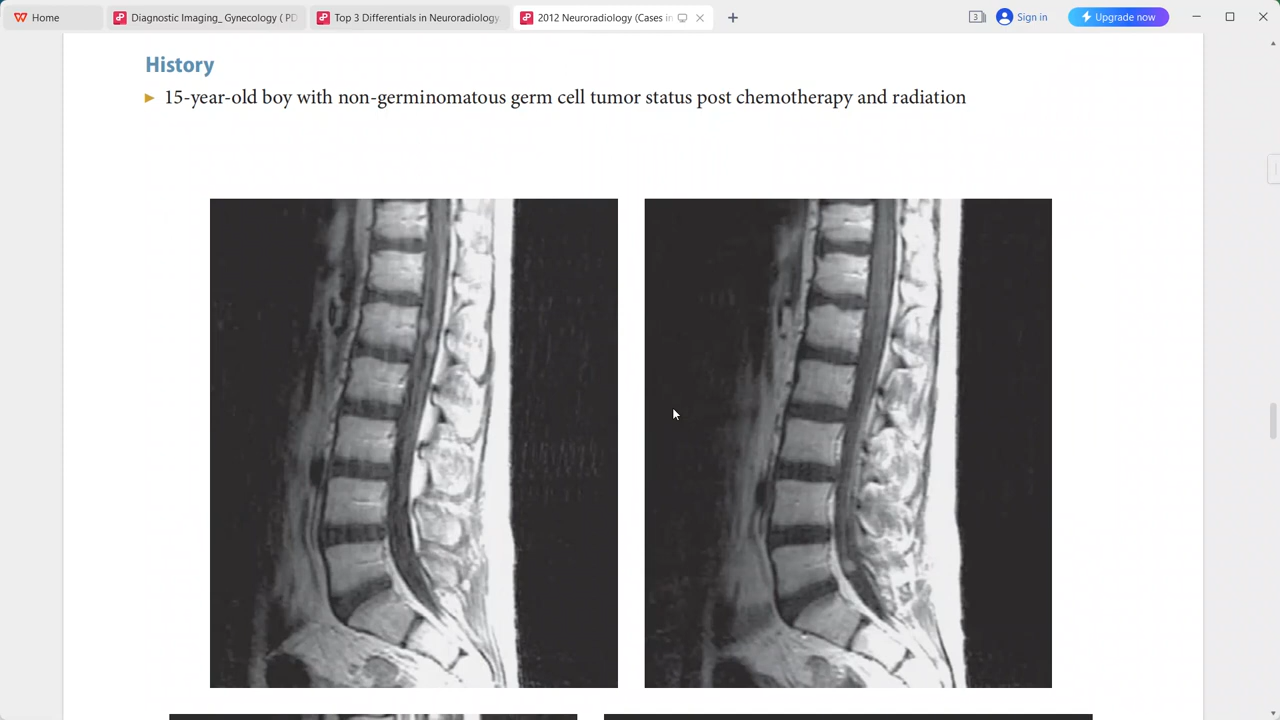 Home
Diagnostic Imaging_ Gynecology ( PD
Top 3 Differentials in Neuroradiology
2012 Neuroradiology (Cases in
3
Sign in
Upgrade now
History
► 15-year-old boy with non-germinomatous germ cell tumor status post chemotherapy and radiation